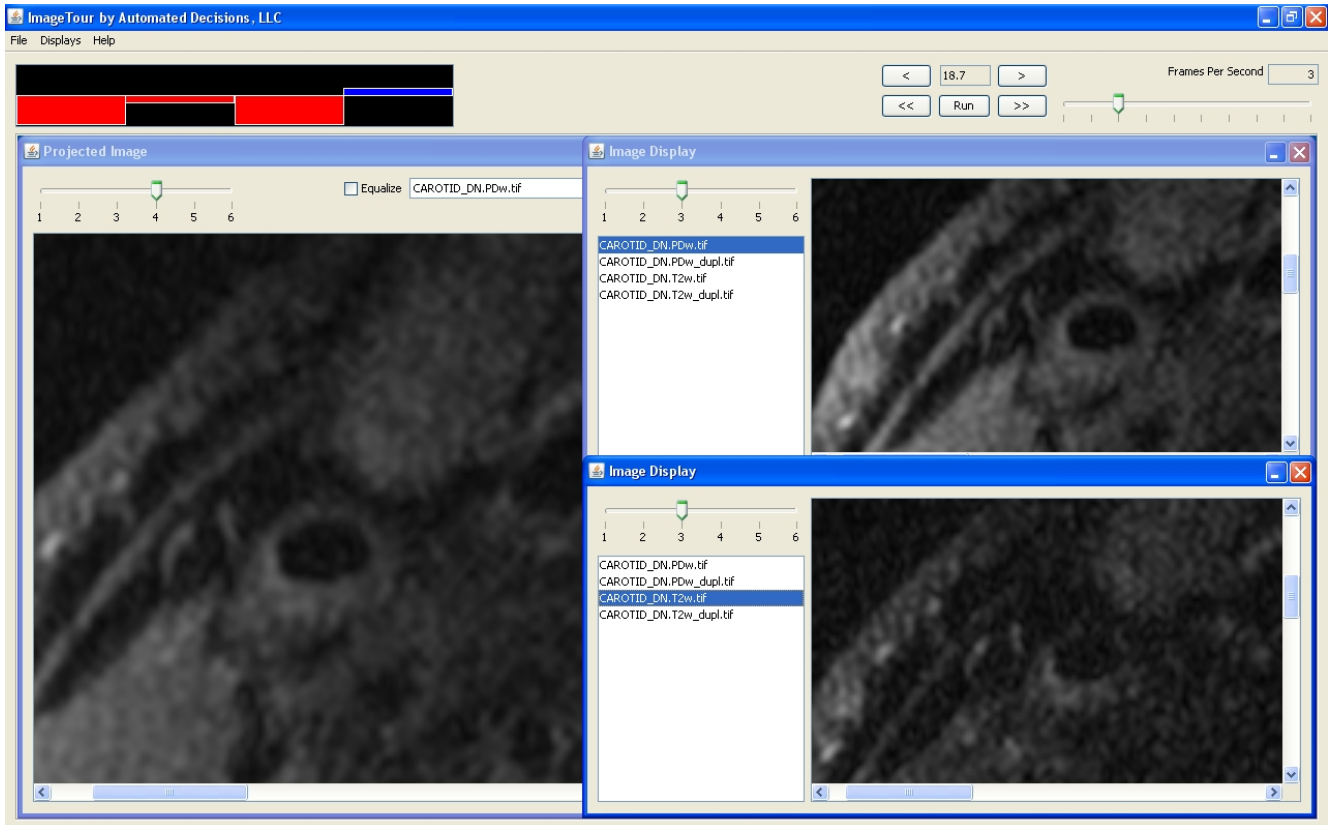 ImageTour by Automated Decisions, LLC
File Displays Help
< 18.7 > Frames Per Second 3
<< Run >>
Projected Image
Equalize CAROTID_DN.PDw.tif
1 2 3 4 5 6
Image Display
1 2 3 4 5 6
CAROTID_DN.PDw.tif
CAROTID_DN.PDw_dupl.tif
CAROTID_DN.T2w.tif
CAROTID_DN.T2w_dupl.tif
Image Display
1 2 3 4 5 6
CAROTID_DN.PDw.tif
CAROTID_DN.PDw_dupl.tif
CAROTID_DN.T2w.tif
CAROTID_DN.T2w_dupl.tif